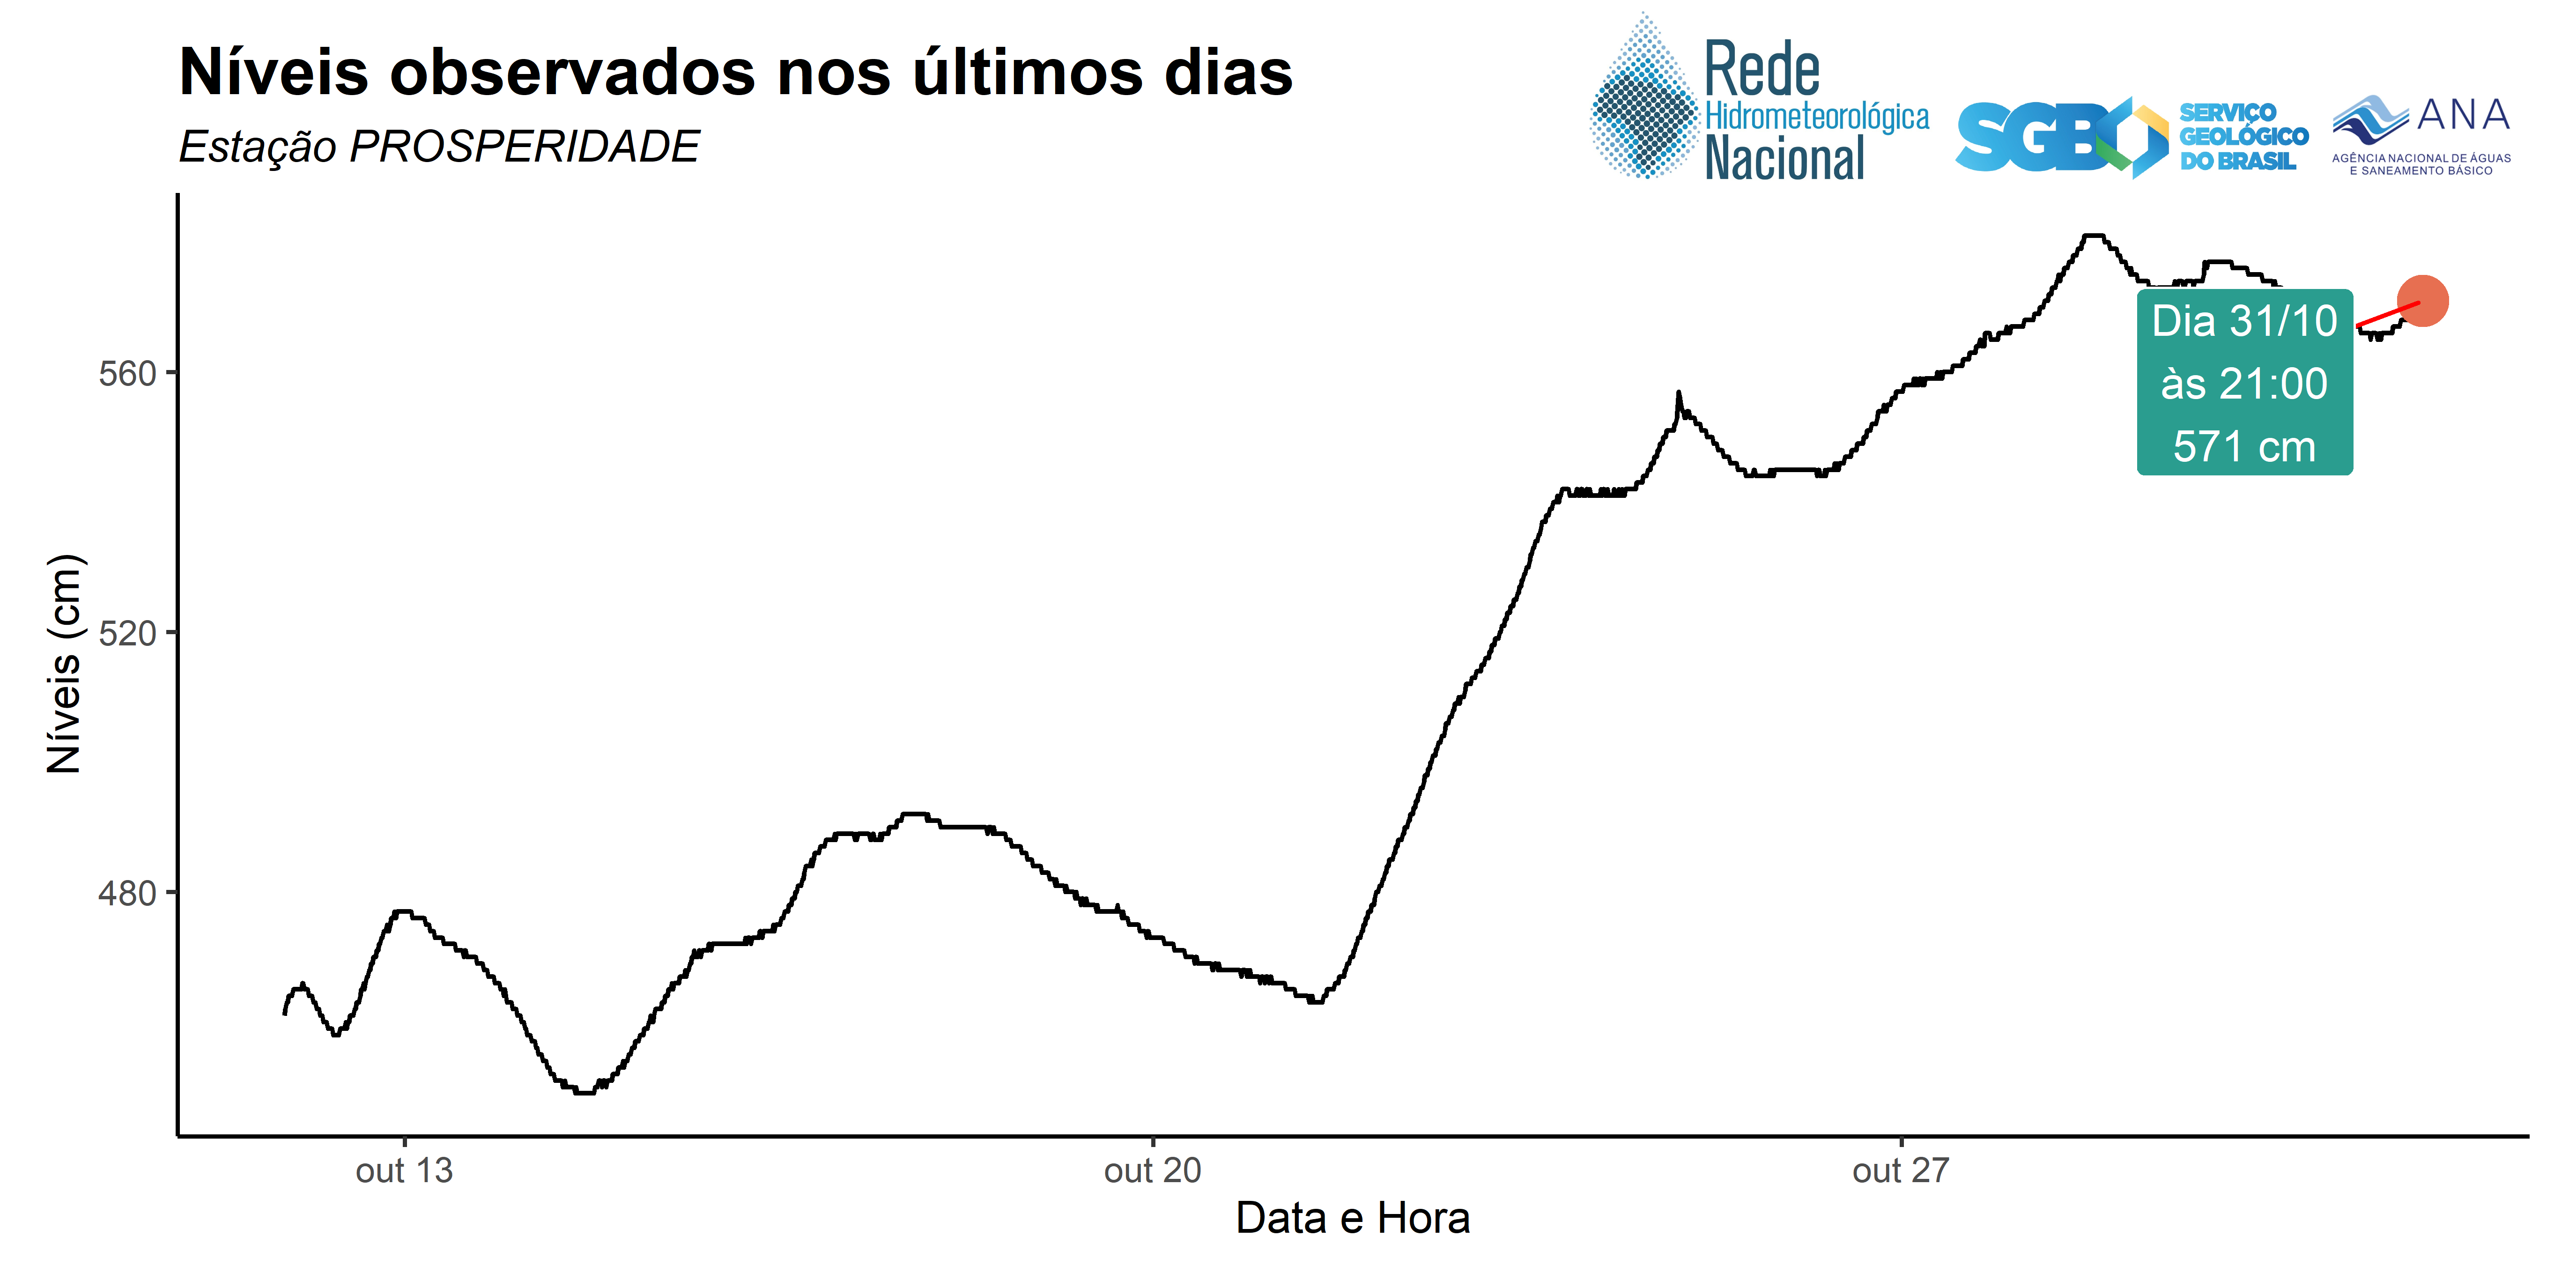 Níveis observados nos últimos dias
Estação PROSPERIDADE
Rede
Hidrometeorológica
Nacional
SGB
SERVIÇO
GEOLÓGICO
DO BRASIL
ANA
AGÊNCIA NACIONAL DE ÁGUAS
E SANEAMENTO BÁSICO
Níveis (cm)
560
520
480
Dia 31/10
às 21:00
571 cm
out 13
out 20
out 27
Data e Hora